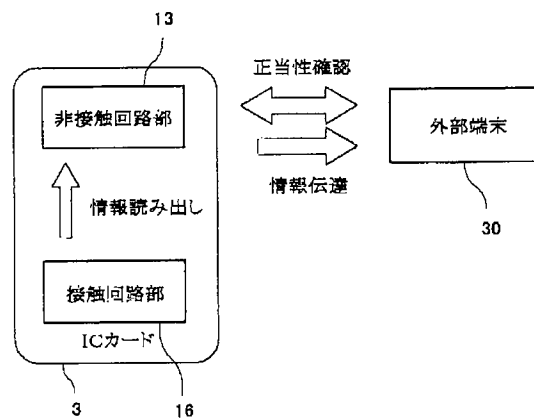 13
正当性確認
非接触回路部
外部端末
情報伝達
情報読み出し
30
接触回路部
ICカード
3
16